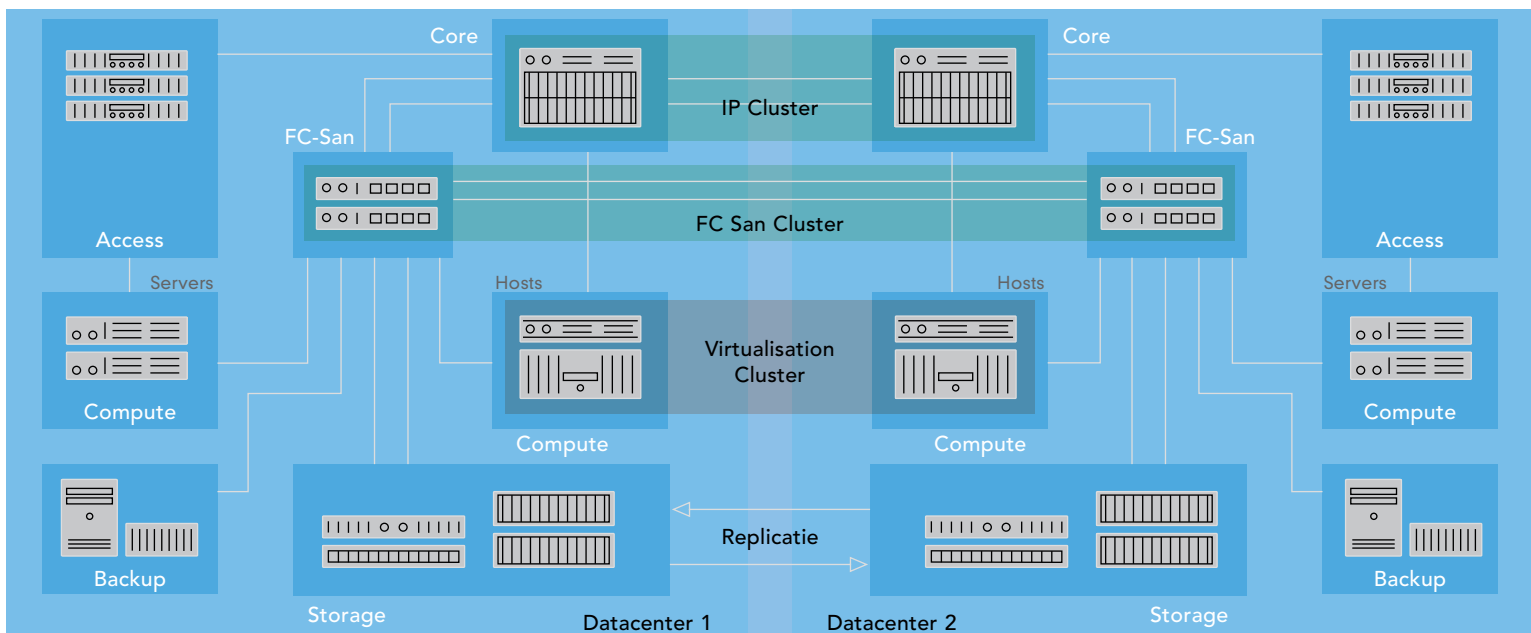 Core
Core
IP Cluster
FC-San
FC-San
FC San Cluster
Access
Access
Servers
Hosts
Hosts
Servers
Virtualisation
Cluster
Compute
Compute
Compute
Compute
Replicatie
Backup
Backup
Storage
Datacenter 1
Datacenter 2
Storage